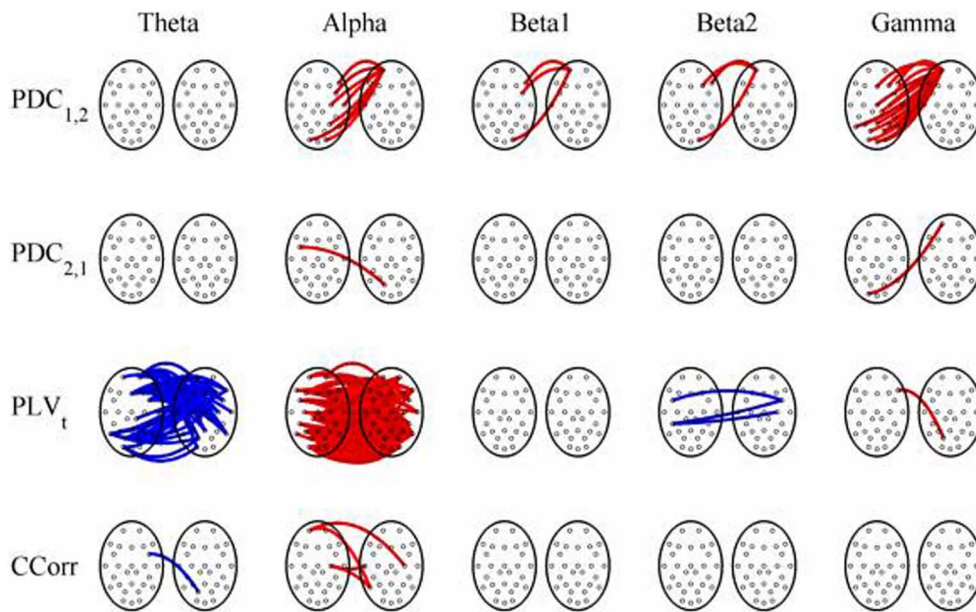 Theta Alpha Beta1 Beta2 Gamma
PDC1,2
PDC2,1
PLVt
CCorr